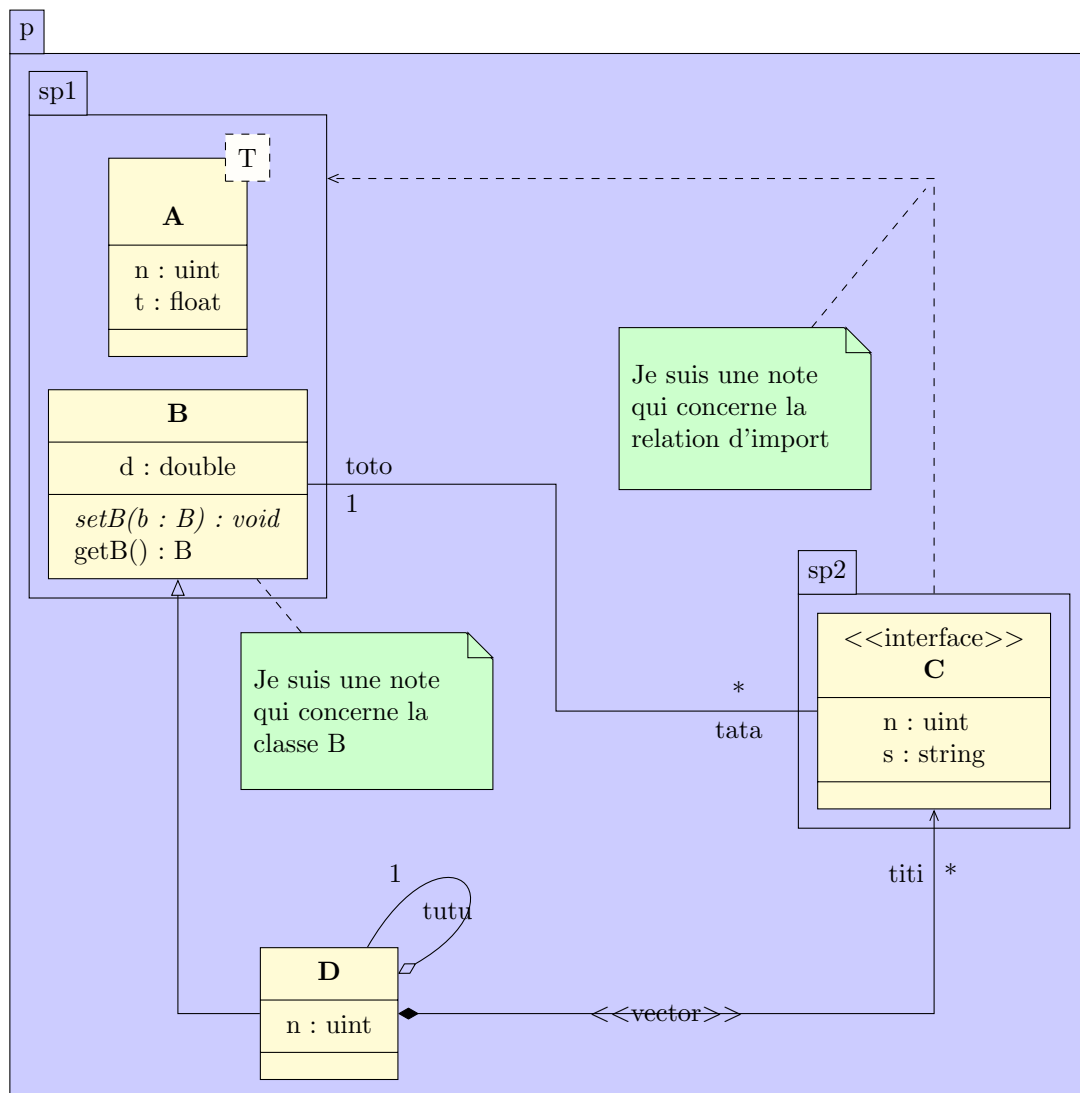 p
sp1
T
A
n : uint
t : float
B
d : double
setB(b : B) : void
getB() : B
toto
1
Je suis une note
qui concerne la
relation d'import
sp2
<<interface>>
C
n : uint
s : string
*
tata
Je suis une note
qui concerne la
classe B
titi *
1
tutu
D
n : uint
<<vector>>